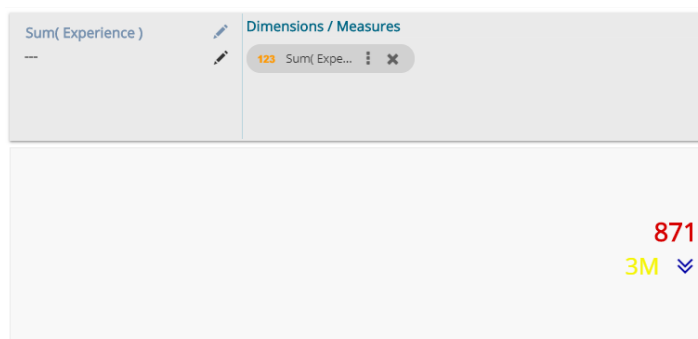 Sum( Experience )
---
Dimensions / Measures
123 Sum( Expe...
871
3M